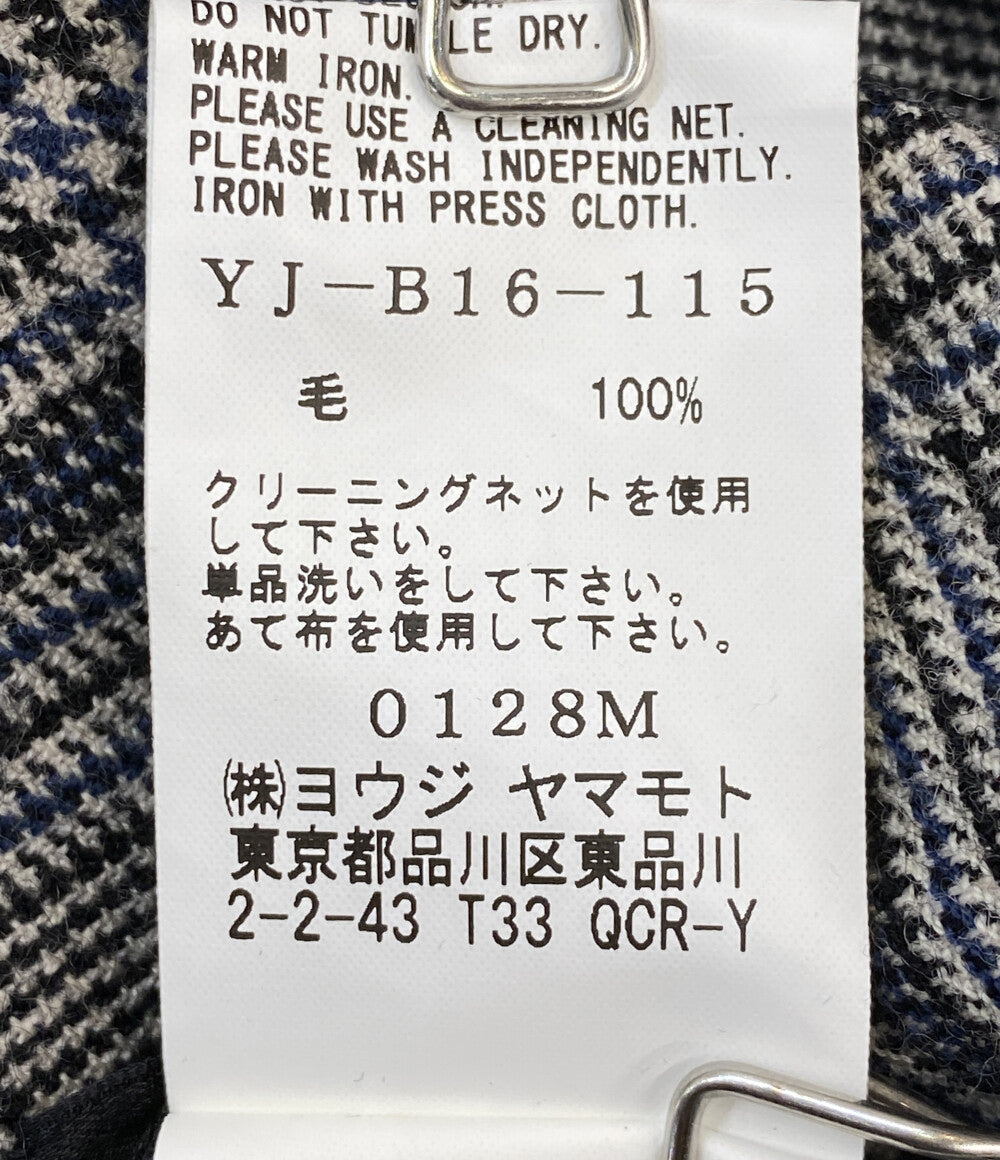 DO NOT TUMBLE DRY.
WARM IRON.
PLEASE USE A CLEANING NET.
PLEASE WASH INDEPENDENTLY.
IRON WITH PRESS CLOTH.
YJ-B16-115
毛 100%
クリーニングネットを使用
して下さい。
単品洗いをして下さい。
あて布を使用して下さい。
0128M
㈱ヨウジ ヤマモト
東京都品川区東品川
2-2-43 T33 QCR-Y